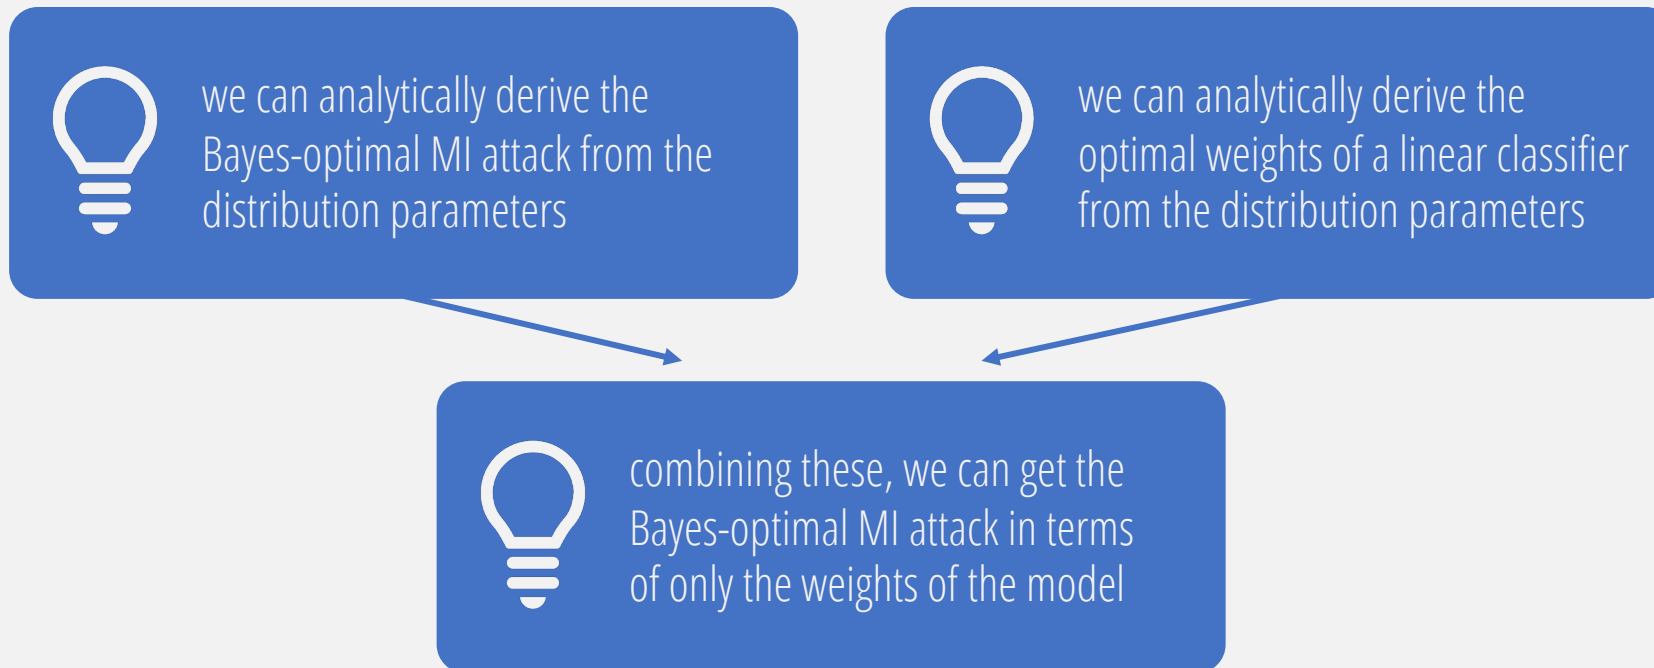 we can analytically derive the
Bayes-optimal MI attack from the
distribution parameters
we can analytically derive the
optimal weights of a linear classifier
from the distribution parameters
combining these, we can get the
Bayes-optimal MI attack in terms
of only the weights of the model